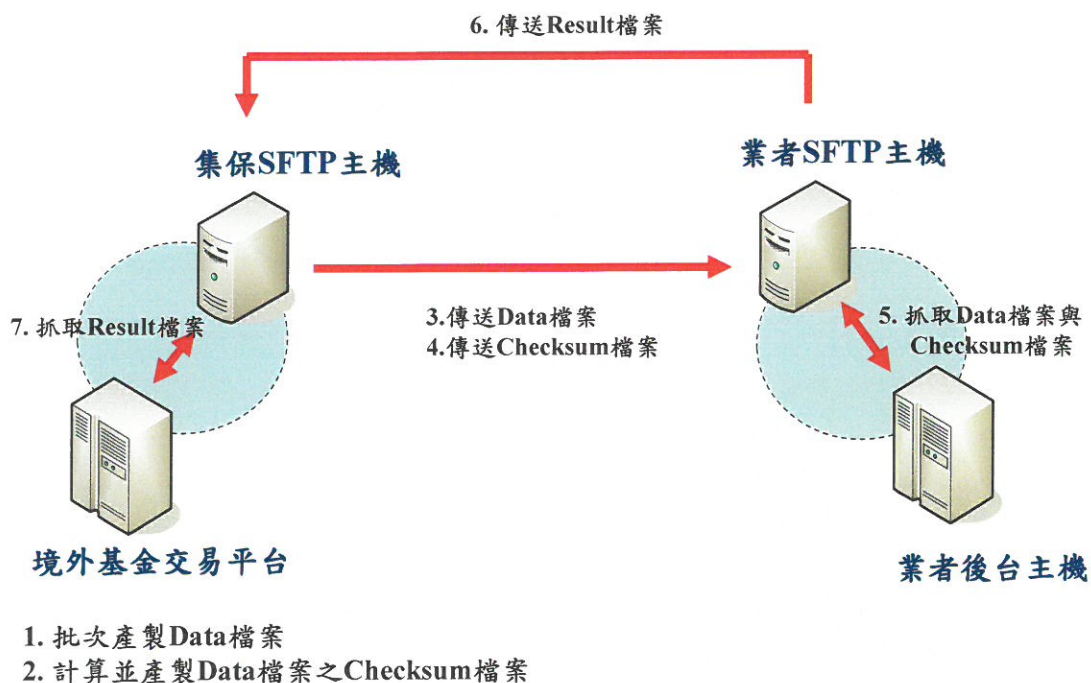 6. 傳送Result檔案
集保SFTP主機
業者SFTP主機
7. 抓取Result檔案
3.傳送Data檔案
4.傳送Checksum檔案
5. 抓取Data檔案與
Checksum檔案
境外基金交易平台
業者後台主機
1. 批次產製Data檔案
2. 計算並產製Data檔案之Checksum檔案